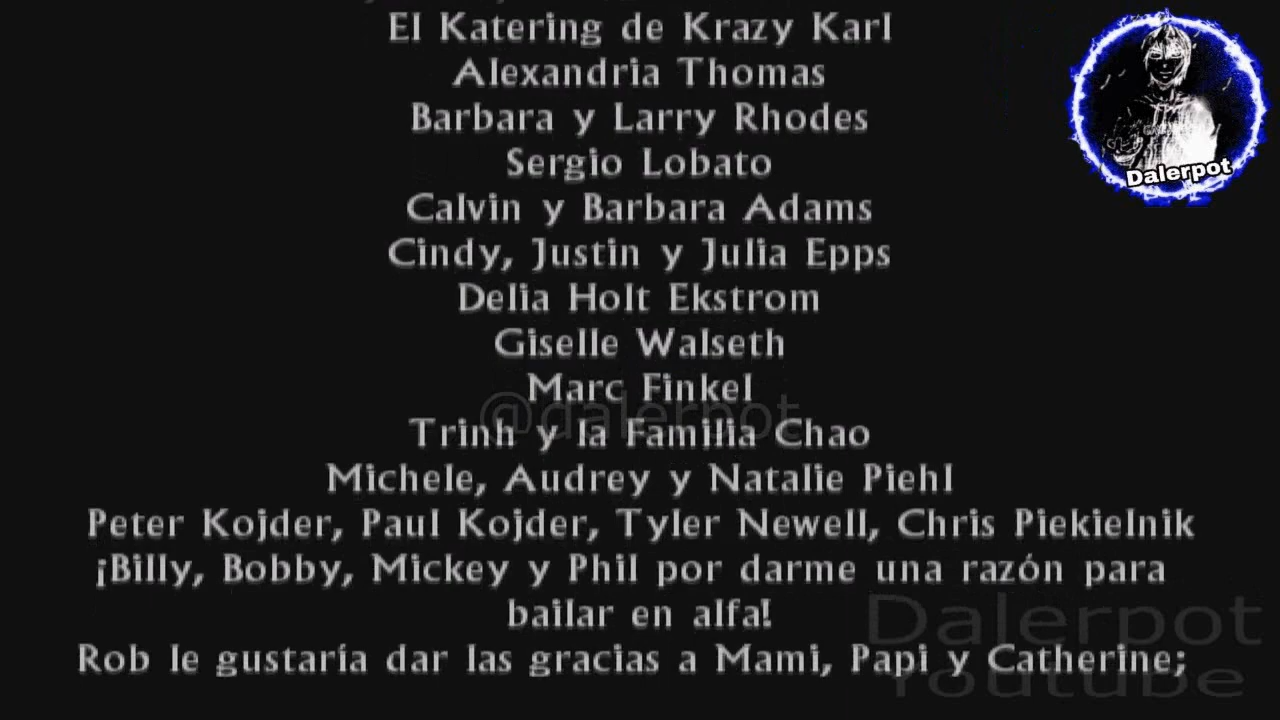 El Katering de Krazy Karl
Alexandria Thomas
Barbara y Larry Rhodes
Sergio Lobato
Calvin y Barbara Adams
Cindy, Justin y Julia Epps
Delia Holt Ekstrom
Giselle Walseth
Marc Finkel
@dalerpot
Trinh y la Familia Chao
Michele, Audrey y Natalie Piehl
Peter Kojder, Paul Kojder, Tyler Newell, Chris Piekielnik
¡Billy, Bobby, Mickey y Phil por darme una razón para
bailar en alfa!
Rob le gustaría dar las gracias a Mami, Papi y Catherine;
Dalerpot
Dalerpot
Youtube